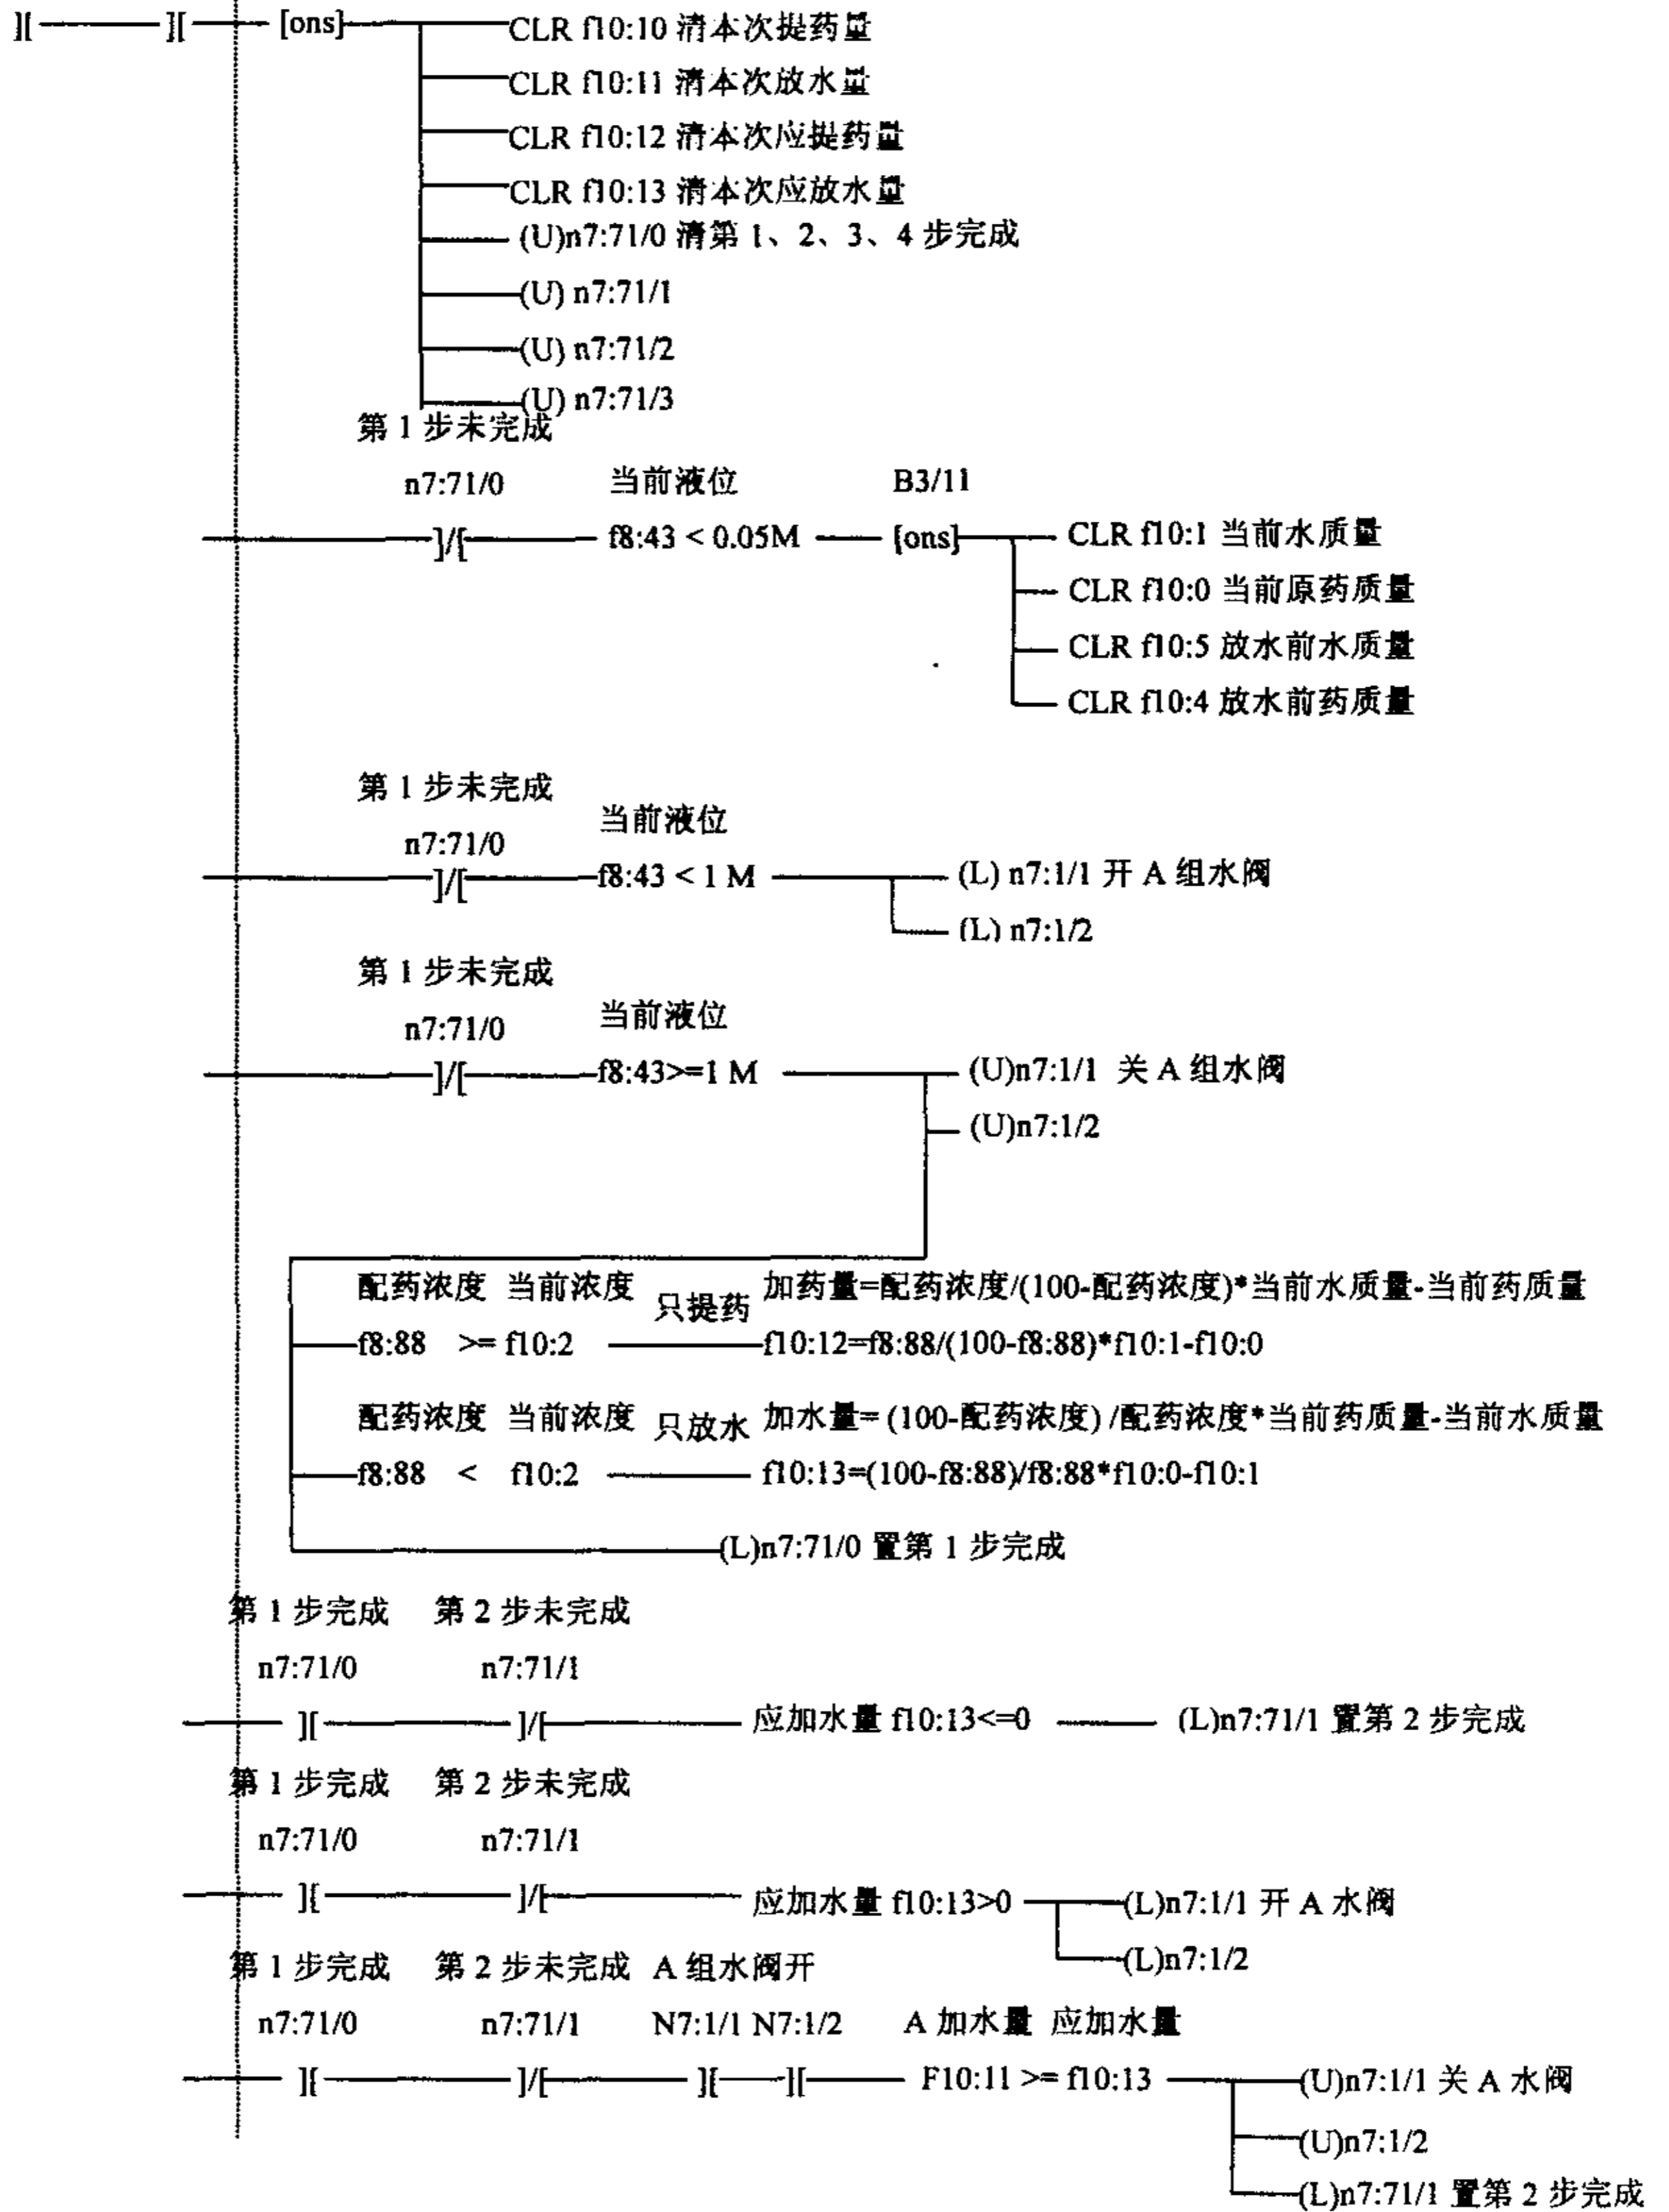 ][ ][ [ons] CLR f10:10 清本次提药量
CLR f10:11 清本次放水量
CLR f10:12 清本次应提药量
CLR f10:13 清本次应放水量
(U)n7:71/0 清第 1、2、3、4 步完成
(U) n7:71/1
(U) n7:71/2
(U) n7:71/3
第 1 步未完成
n7:71/0 当前液位 B3/11
]/[ f8:43 < 0.05M [ons] CLR f10:1 当前水质量
CLR f10:0 当前原药质量
CLR f10:5 放水前水质量
CLR f10:4 放水前药质量
第 1 步未完成
当前液位
n7:71/0
]/[ f8:43 < 1 M (L) n7:1/1 开 A 组水阀
(L) n7:1/2
第 1 步未完成
当前液位
n7:71/0
]/[ f8:43>=1 M (U)n7:1/1 关 A 组水阀
(U)n7:1/2
配药浓度 当前浓度 只提药 加药量=配药浓度/(100-配药浓度)*当前水质量-当前药质量
f8:88 >= f10:2 f10:12=f8:88/(100-f8:88)*f10:1-f10:0
配药浓度 当前浓度 只放水 加水量= (100-配药浓度) /配药浓度*当前药质量-当前水质量
f8:88 < f10:2 f10:13=(100-f8:88)/f8:88*f10:0-f10:1
(L)n7:71/0 置第 1 步完成
第 1 步完成 第 2 步未完成
n7:71/0 n7:71/1
][ ]/[ 应加水量 f10:13<=0 (L)n7:71/1 置第 2 步完成
第 1 步完成 第 2 步未完成
n7:71/0 n7:71/1
][ ]/[ 应加水量 f10:13>0 (L)n7:1/1 开 A 水阀
(L)n7:1/2
第 1 步完成 第 2 步未完成 A 组水阀开
n7:71/0 n7:71/1 N7:1/1 N7:1/2 A 加水量 应加水量
][ ]/[ ][ ][ F10:11 >= f10:13 (U)n7:1/1 关 A 水阀
(U)n7:1/2
(L)n7:71/1 置第 2 步完成